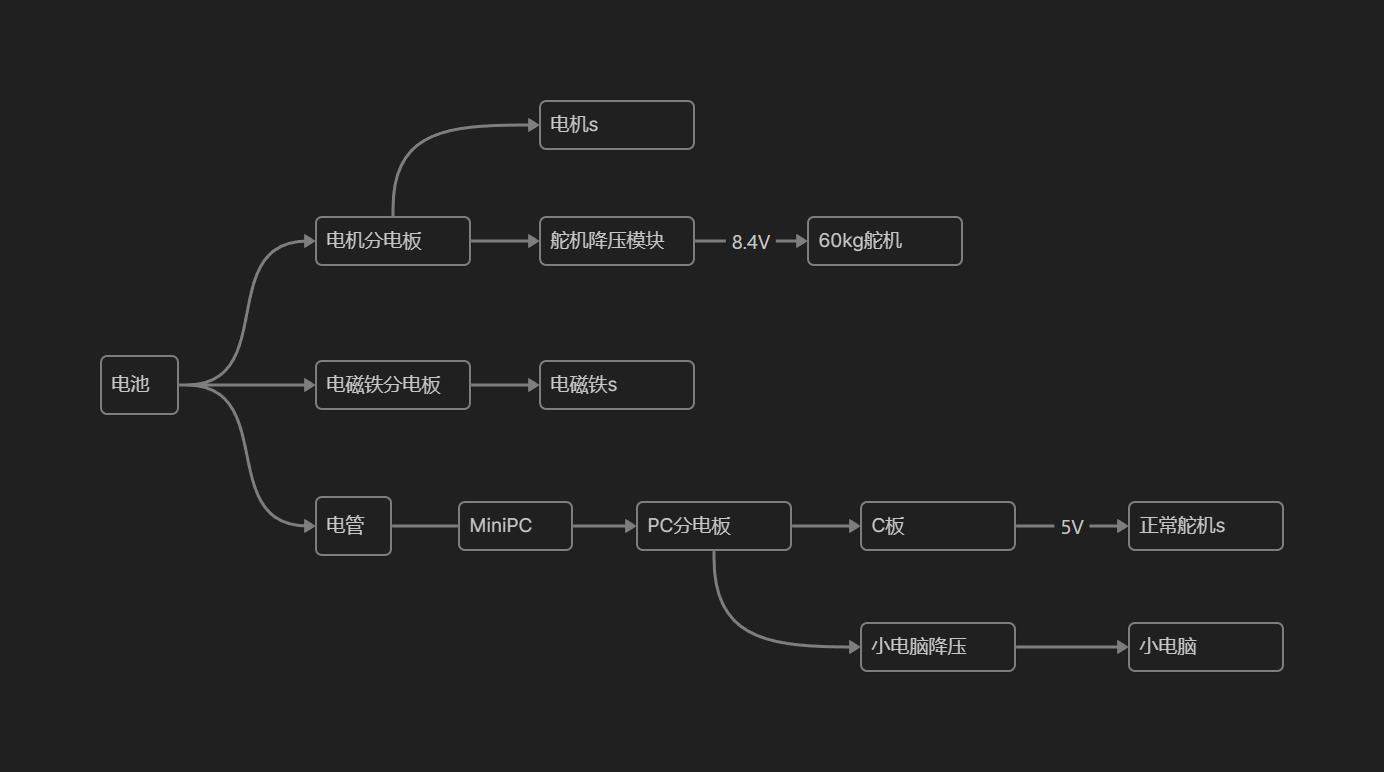 电机s
电机分电板
舵机降压模块
8.4V
60kg舵机
电池
电磁铁分电板
电磁铁s
电管
MiniPC
PC分电板
C板
5V
正常舵机s
小电脑降压
小电脑